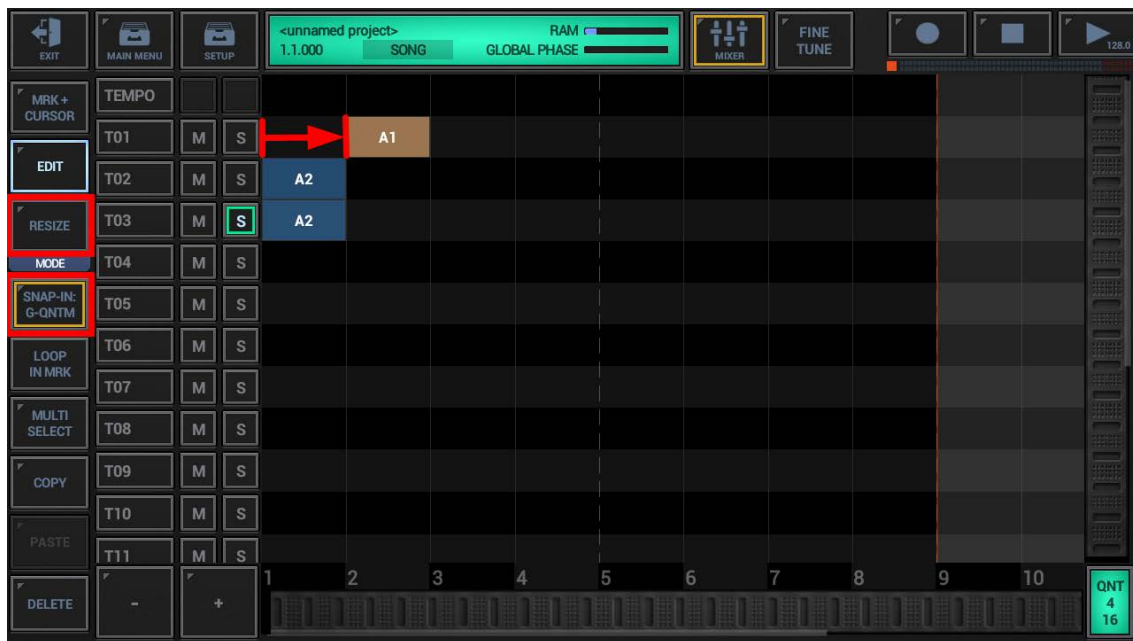 EXIT
MAIN MENU
SETUP
<unnamed project>
RAM
1.1.000
SONG
GLOBAL PHASE
MIXER
FINE
TUNE
128.0
MRK +
CURSOR
EDIT
RESIZE
MODE
SNAP-IN:
G-QNTM
LOOP
IN MRK
MULTI
SELECT
COPY
PASTE
DELETE
TEMPO
T01 M S A1
T02 M S A2
T03 M S A2
T04 M S
T05 M S
T06 M S
T07 M S
T08 M S
T09 M S
T10 M S
T11 M S
- +
1 2 3 4 5 6 7 8 9 10
QNT
4
16